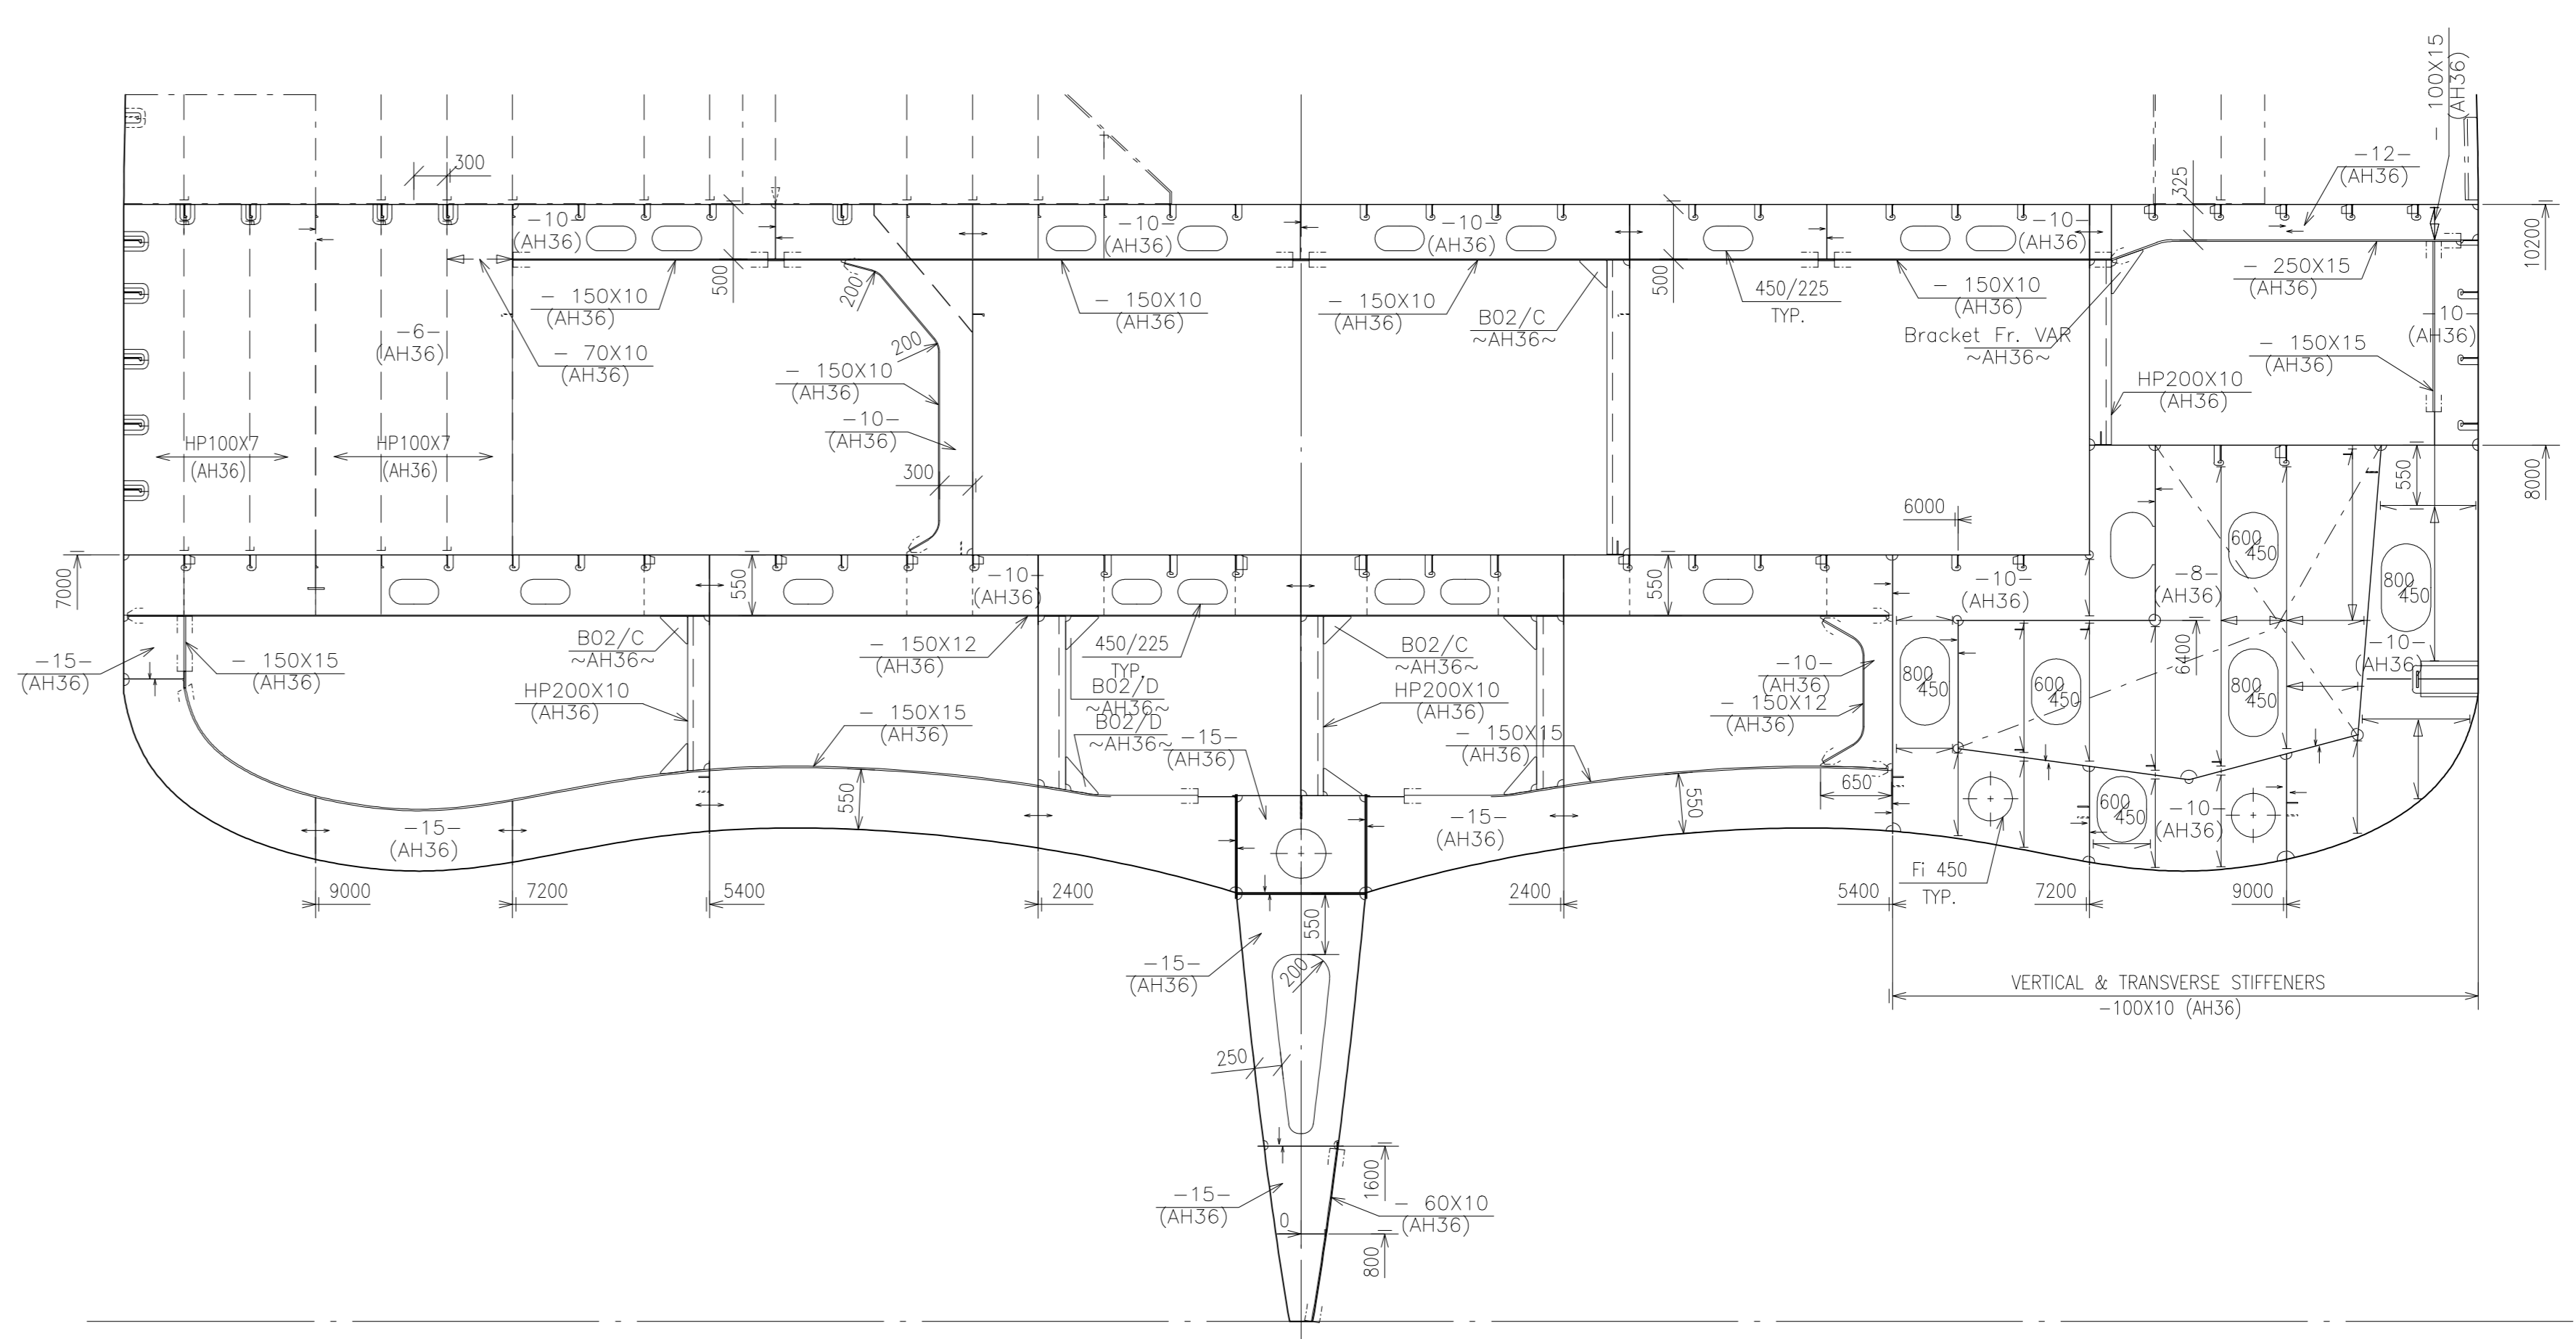 - 100X15
(AH36)
300
325
-12-
(AH36)
10200
-10-
(AH36)
-10-
(AH36)
-10-
(AH36)
-10-
(AH36)
500
500
200
- 150X10
(AH36)
- 150X10
(AH36)
- 150X10
(AH36)
450/225
TYP.
- 150X10
(AH36)
- 250X15
(AH36)
B02/C
~AH36~
Bracket Fr. VAR
~AH36~
-10-
(AH36)
-6-
(AH36)
- 70X10
(AH36)
200
- 150X10
(AH36)
- 150X15
(AH36)
HP200X10
(AH36)
-10-
(AH36)
HP100X7
(AH36)
HP100X7
(AH36)
300
8000
550
6000
7000
550
-10-
(AH36)
550
-10-
(AH36)
-8-
(AH36)
600
450
800
450
-15-
(AH36)
- 150X15
(AH36)
B02/C
~AH36~
- 150X12
(AH36)
450/225
TYP.
B02/C
~AH36~
-10-
(AH36)
800
450
600
450
6400
800
450
-10-
(AH36)
HP200X10
(AH36)
B02/D
~AH36~
B02/D
~AH36~
HP200X10
(AH36)
- 150X12
(AH36)
- 150X15
(AH36)
-15-
(AH36)
- 150X15
(AH36)
550
550
650
-15-
(AH36)
-15-
(AH36)
600
450
-10-
(AH36)
Fi 450
TYP.
9000
7200
5400
2400
2400
5400
7200
9000
550
200
-15-
(AH36)
VERTICAL & TRANSVERSE STIFFENERS
-100X10 (AH36)
250
1600
-15-
(AH36)
- 60X10
(AH36)
0
800